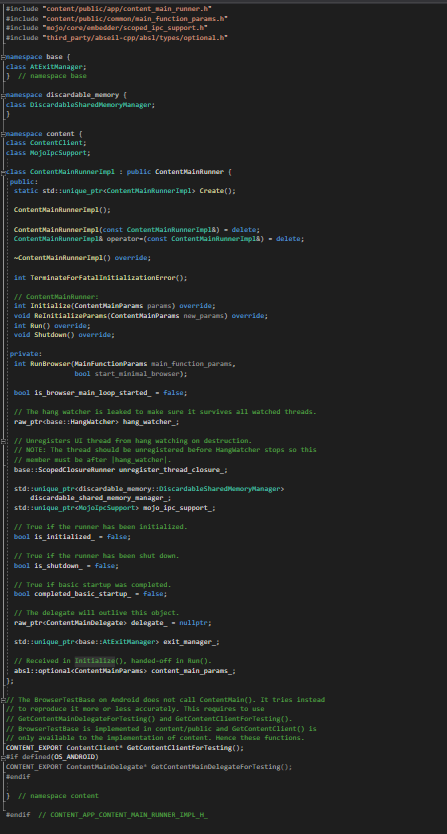 #include "content/public/app/content_main_runner.h"
#include "content/public/common/main_function_params.h"
#include "mojo/core/embedder/scoped_ipc_support.h"
#include "third_party/abseil-cpp/absl/types/optional.h"
namespace base {
class AtExitManager;
}  // namespace base
namespace discardable_memory {
class DiscardableSharedMemoryManager;
}
namespace content {
class ContentClient;
class MojoIpcSupport;
class ContentMainRunnerImpl : public ContentMainRunner {
 public:
  static std::unique_ptr<ContentMainRunnerImpl> Create();
  ContentMainRunnerImpl();
  ContentMainRunnerImpl(const ContentMainRunnerImpl&) = delete;
  ContentMainRunnerImpl& operator=(const ContentMainRunnerImpl&) = delete;
  ~ContentMainRunnerImpl() override;
  int TerminateForFatalInitializationError();
  // ContentMainRunner:
  int Initialize(ContentMainParams params) override;
  void ReInitializeParams(ContentMainParams new_params) override;
  int Run() override;
  void Shutdown() override;
 private:
  int RunBrowser(MainFunctionParams main_function_params,
                 bool start_minimal_browser);
  bool is_browser_main_loop_started_ = false;
  // The hang watcher is leaked to make sure it survives all watched threads.
  raw_ptr<base::HangWatcher> hang_watcher_;
  // Unregisters UI thread from hang watching on destruction.
  // NOTE: The thread should be unregistered before HangWatcher stops so this
  // member must be after |hang_watcher|.
  base::ScopedClosureRunner unregister_thread_closure_;
  std::unique_ptr<discardable_memory::DiscardableSharedMemoryManager>
      discardable_shared_memory_manager_;
  std::unique_ptr<MojoIpcSupport> mojo_ipc_support_;
  // True if the runner has been initialized.
  bool is_initialized_ = false;
  // True if the runner has been shut down.
  bool is_shutdown_ = false;
  // True if basic startup was completed.
  bool completed_basic_startup_ = false;
  // The delegate will outlive this object.
  raw_ptr<ContentMainDelegate> delegate_ = nullptr;
  std::unique_ptr<base::AtExitManager> exit_manager_;
  // Received in Initialize(), handed-off in Run().
  absl::optional<ContentMainParams> content_main_params_;
};
// The BrowserTestBase on Android does not call ContentMain(). It tries instead
// to reproduce it more or less accurately. This requires to use
// GetContentMainDelegateForTesting() and GetContentClientForTesting().
// BrowserTestBase is implemented in content/public and GetContentClient() is
// only available to the implementation of content. Hence these functions.
CONTENT_EXPORT ContentClient* GetContentClientForTesting();
#if defined(OS_ANDROID)
CONTENT_EXPORT ContentMainDelegate* GetContentMainDelegateForTesting();
#endif
}  // namespace content
#endif  // CONTENT_APP_CONTENT_MAIN_RUNNER_IMPL_H_